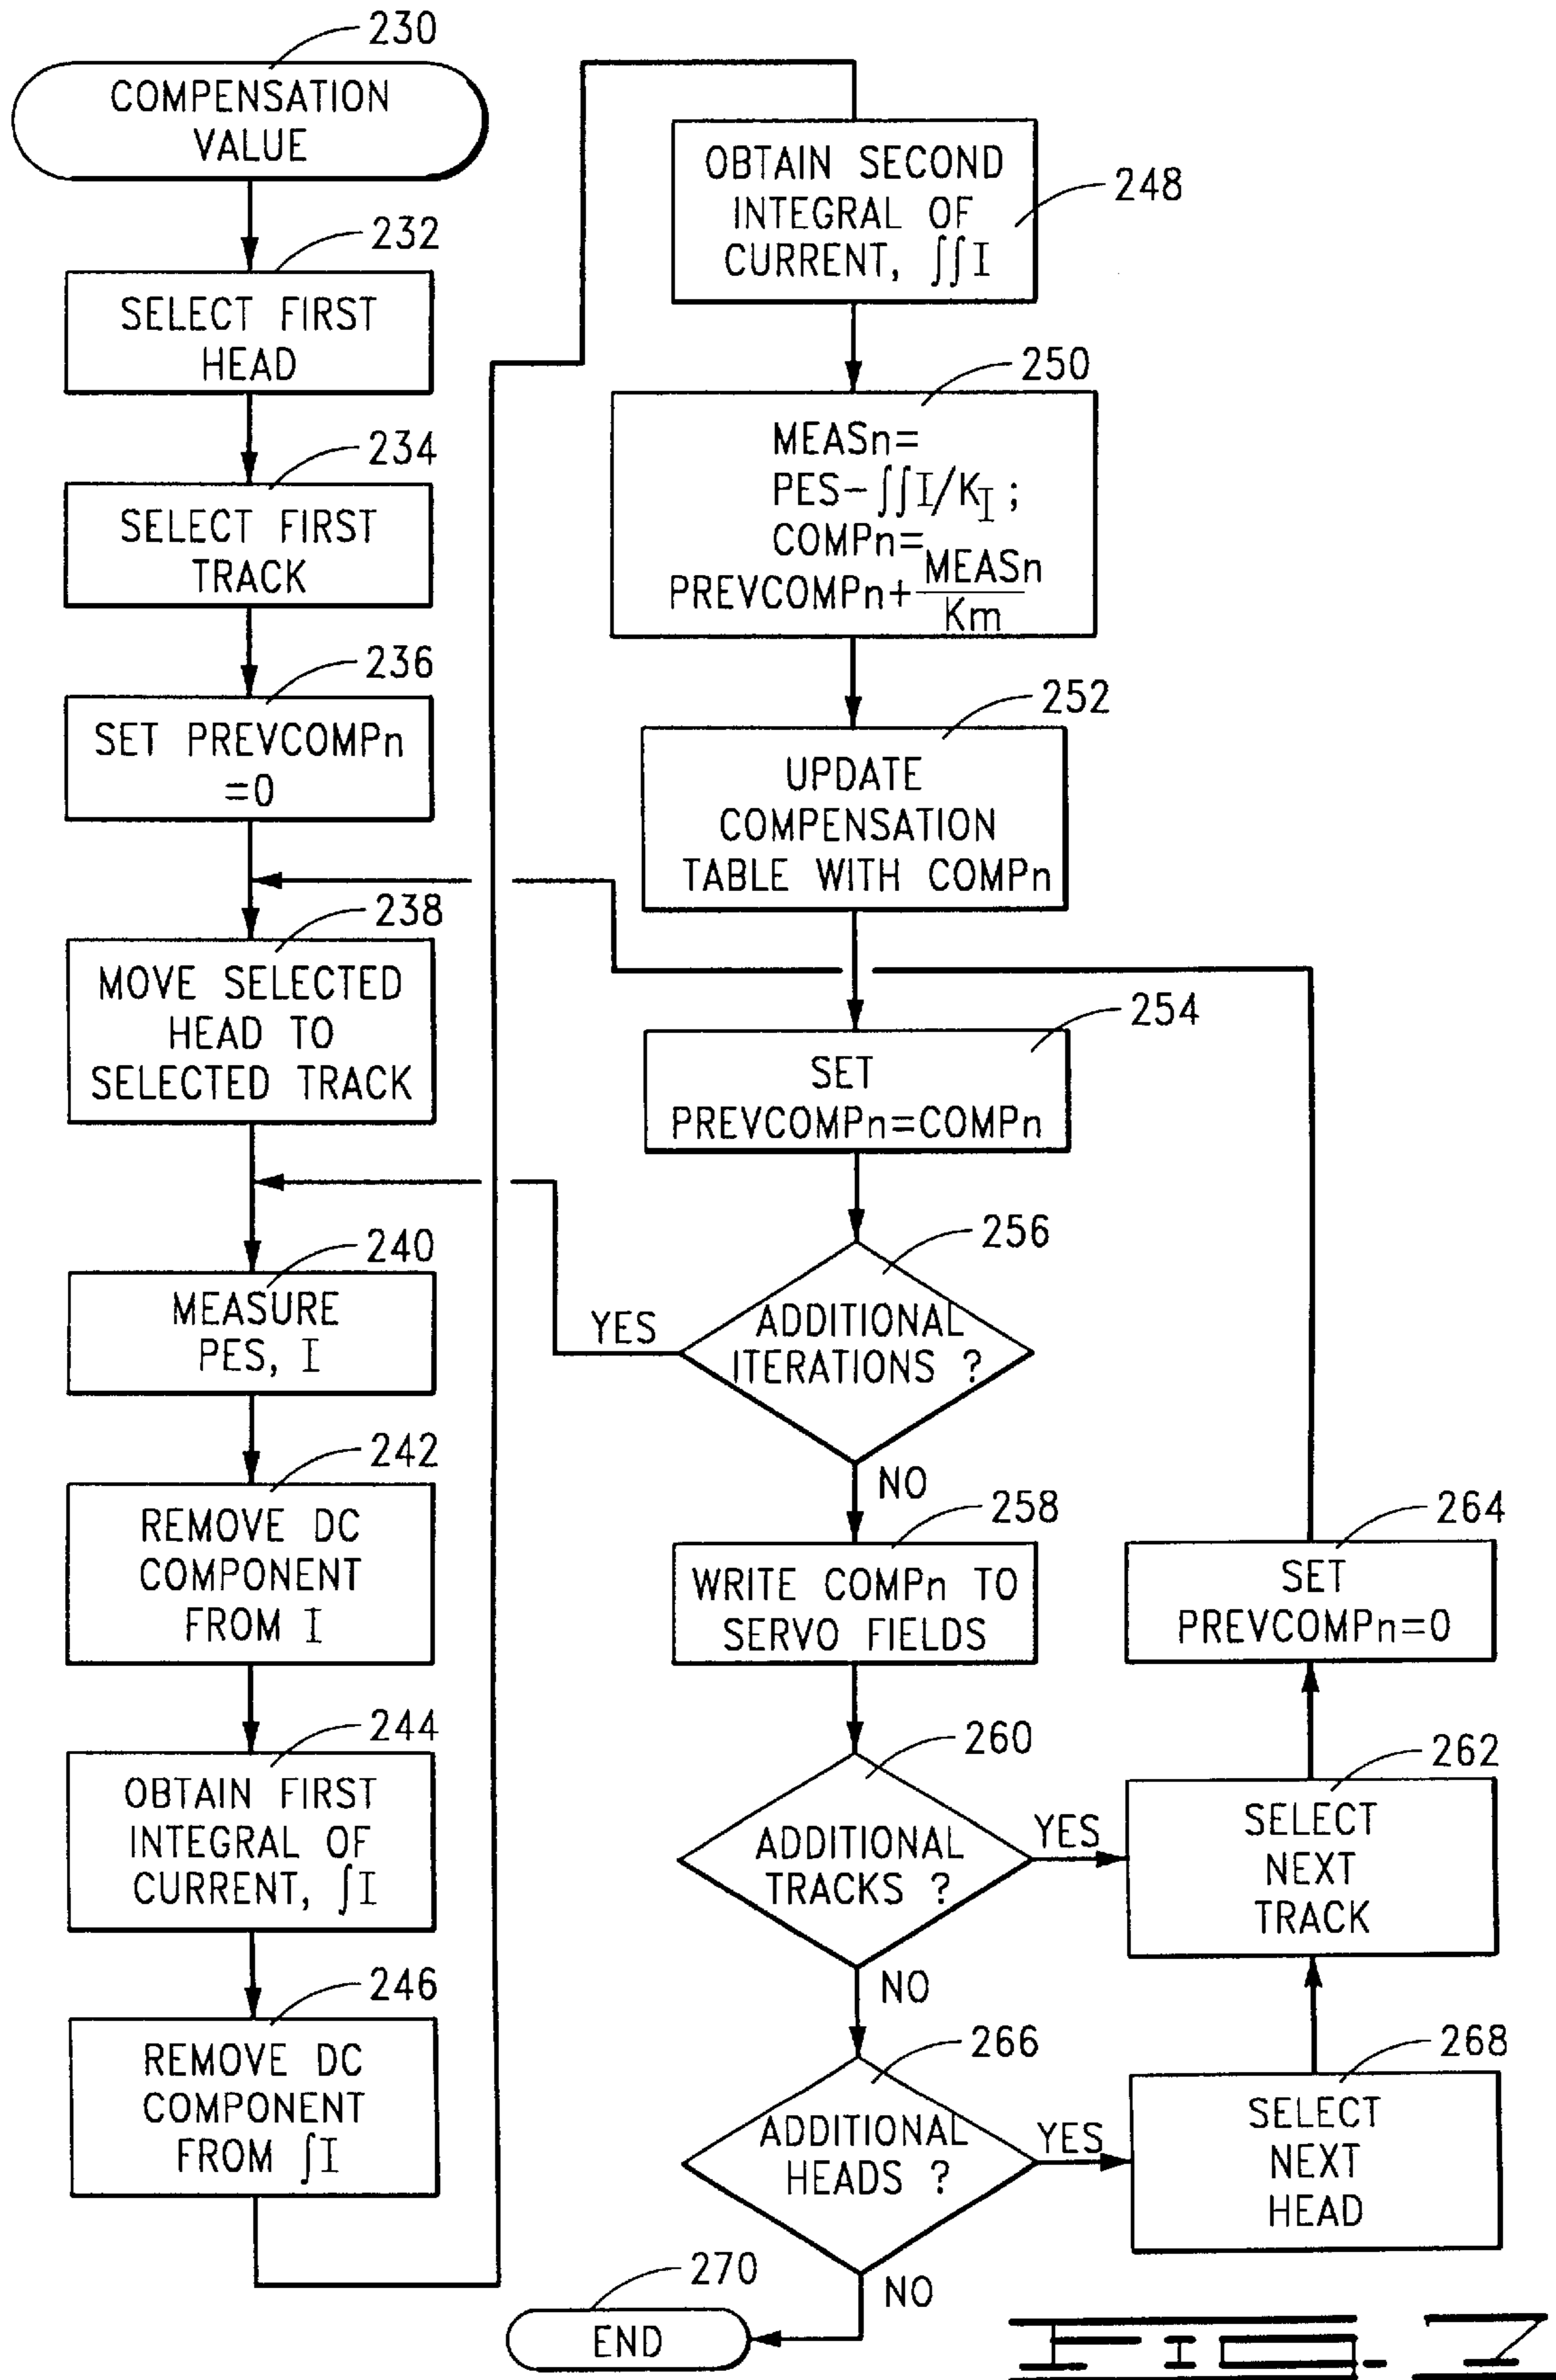 230
COMPENSATION
VALUE
232
SELECT FIRST
HEAD
234
SELECT FIRST
TRACK
236
SET PREVCOMPn
=0
238
MOVE SELECTED
HEAD TO
SELECTED TRACK
240
MEASURE
PES, I
242
REMOVE DC
COMPONENT
FROM I
244
OBTAIN FIRST
INTEGRAL OF
CURRENT, ∫I
246
REMOVE DC
COMPONENT
FROM ∫I
248
OBTAIN SECOND
INTEGRAL OF
CURRENT, ∫∫I
250
MEASn=
PES-∫∫I/K_I ;
COMPn=
PREVCOMPn+MEASn/Km
252
UPDATE
COMPENSATION
TABLE WITH COMPn
254
SET
PREVCOMPn=COMPn
256
ADDITIONAL
ITERATIONS ?
YES
NO
258
WRITE COMPn TO
SERVO FIELDS
260
ADDITIONAL
TRACKS ?
YES
NO
262
SELECT
NEXT
TRACK
264
SET
PREVCOMPn=0
266
ADDITIONAL
HEADS ?
YES
NO
268
SELECT
NEXT
HEAD
270
END
FIG. 7